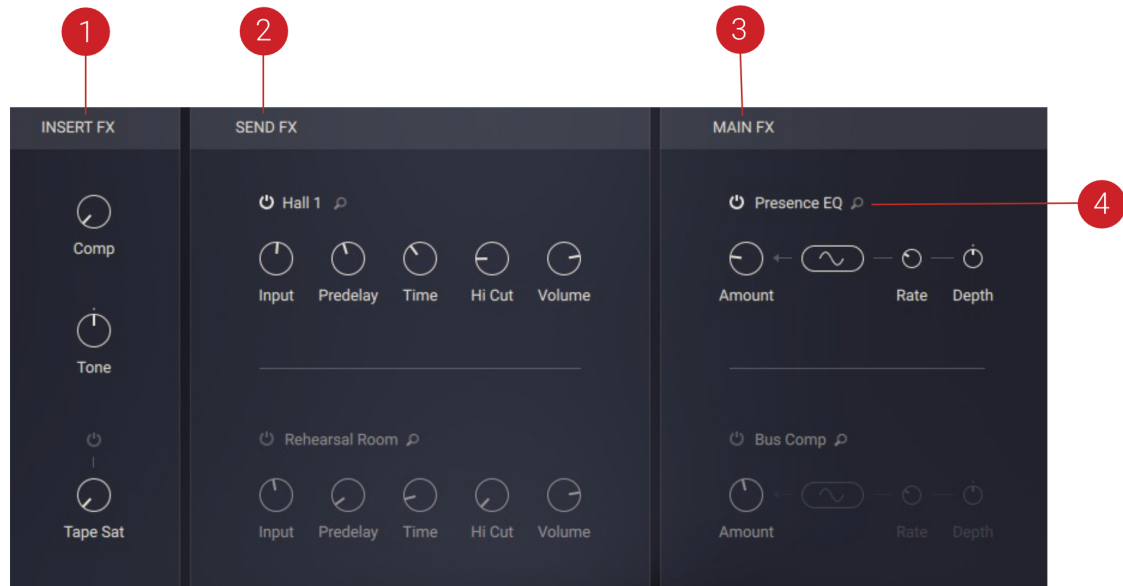 1
2
3
INSERT FX
SEND FX
MAIN FX
Hall 1
Presence EQ
4
Comp
Input Predelay Time Hi Cut Volume
Amount Rate Depth
Tone
Rehearsal Room
Bus Comp
Tape Sat
Input Predelay Time Hi Cut Volume
Amount Rate Depth